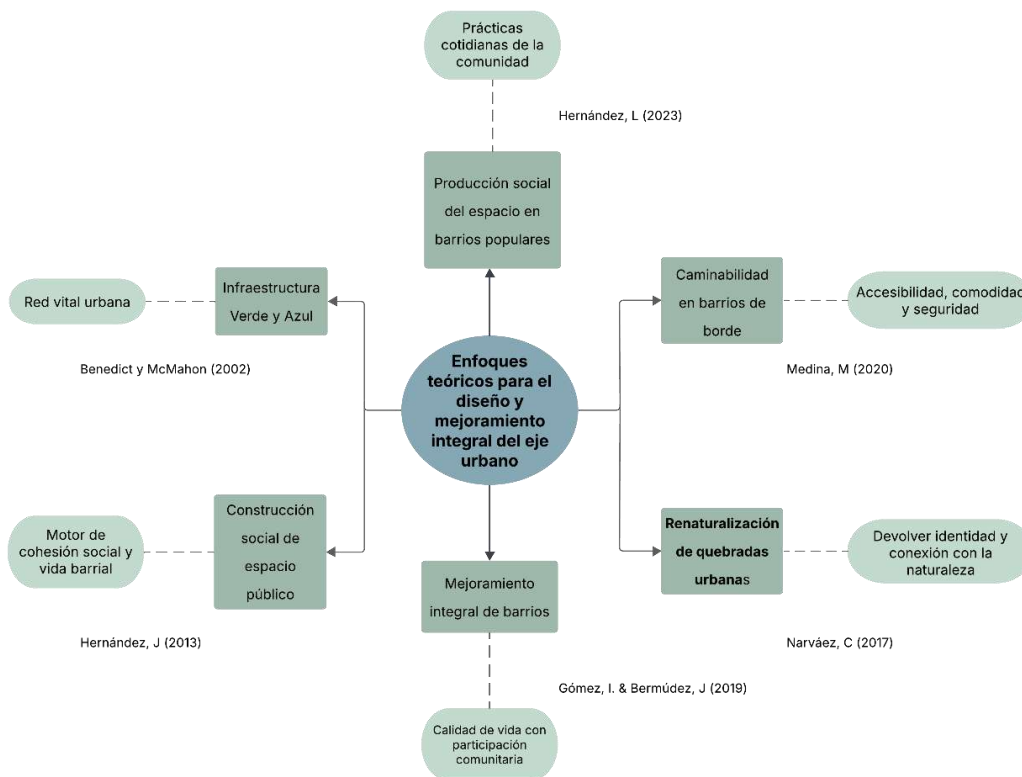 Prácticas
cotidianas de la
comunidad
Hernández, L (2023)
Producción social
del espacio en
barrios populares
Red vital urbana
Infraestructura
Verde y Azul
Benedict y McMahon (2002)
Caminabilidad
en barrios de
borde
Accesibilidad, comodidad
y seguridad
Medina, M (2020)
Enfoques
teóricos para el
diseño y
mejoramiento
integral del eje
urbano
Motor de
cohesión social y
vida barrial
Construcción
social de
espacio
público
Hernández, J (2013)
Renaturalización
de quebradas
urbanas
Devolver identidad y
conexión con la
naturaleza
Narváez, C (2017)
Mejoramiento
integral de barrios
Gómez, I. & Bermúdez, J (2019)
Calidad de vida con
participación
comunitaria